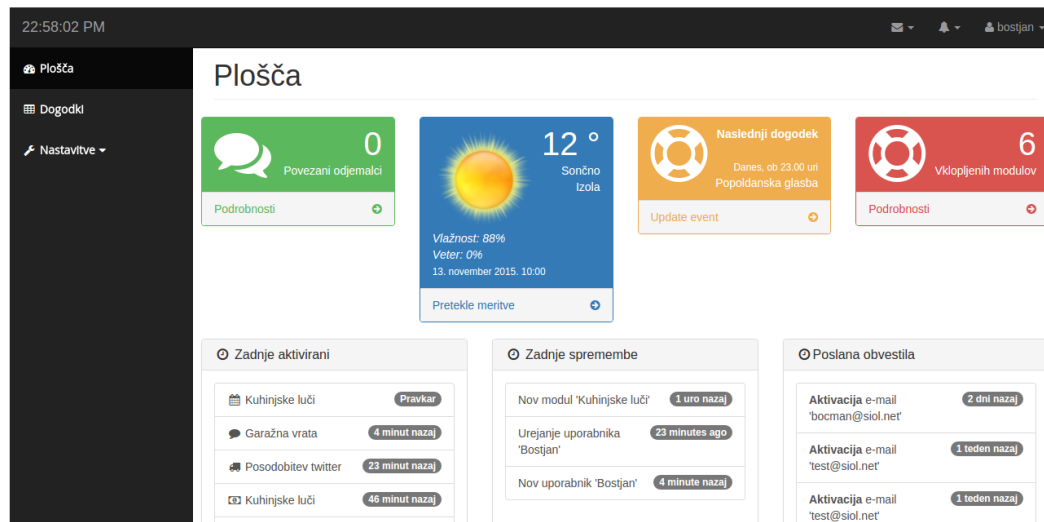 22:58:02 PM
bostjan
Plošča
Dogodki
Nastavitve
Plošča
0
Povezani odjemalci
Podrobnosti
12 °
Sončno
Izola
Vlažnost: 88%
Veter: 0%
13. november 2015. 10:00
Pretekle meritve
Naslednji dogodek
Danes, ob 23.00 uri
Popoldanska glasba
Update event
6
Vklopljenih modulov
Podrobnosti
Zadnje aktivirani
Kuhinjske luči Pravkar
Garažna vrata 4 minut nazaj
Posodobitev twitter 23 minut nazaj
Kuhinjske luči 46 minut nazaj
Zadnje spremembe
Nov modul 'Kuhinjske luči' 1 uro nazaj
Urejanje uporabnika 23 minutes ago
'Bostjan'
Nov uporabnik 'Bostjan' 4 minute nazaj
Poslana obvestila
Aktivacija e-mail 2 dni nazaj
'bocman@siol.net'
Aktivacija e-mail 1 teden nazaj
'test@siol.net'
Aktivacija e-mail 1 teden nazaj
'test@siol.net'